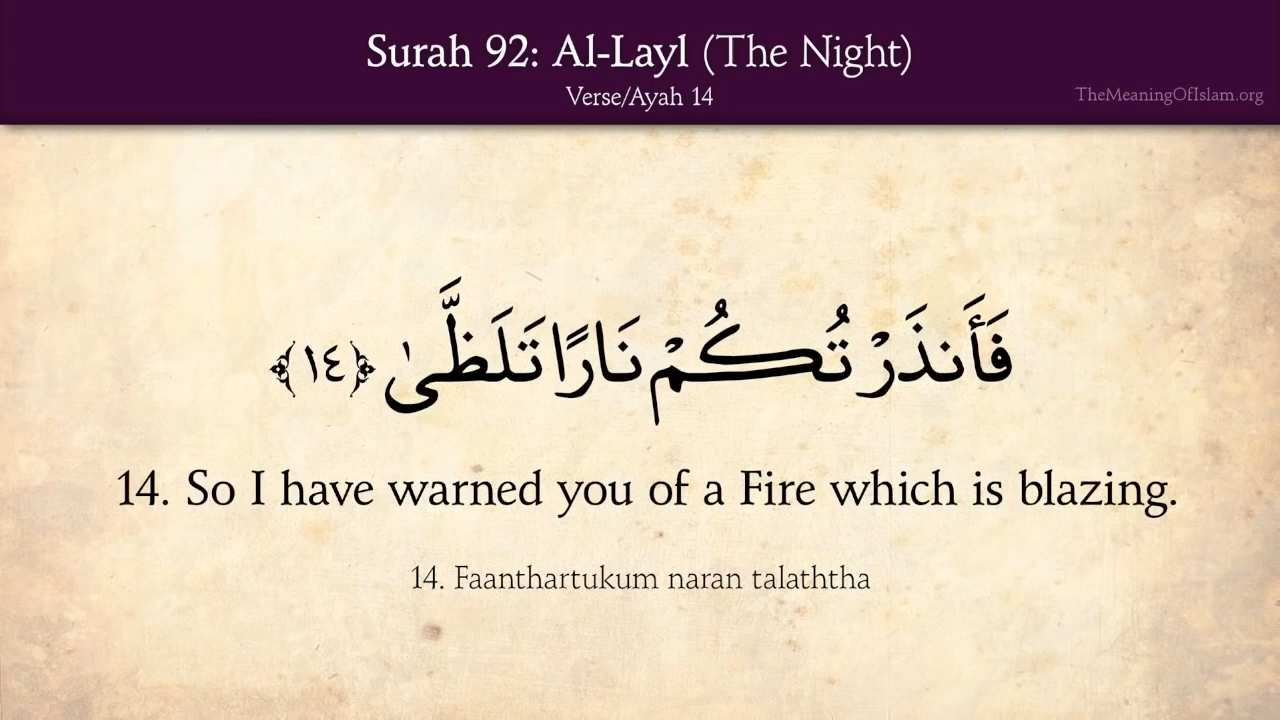 Surah 92: Al-Layl (The Night)
Verse/Ayah 14
TheMeaningOfIslam.org
فَأَنذَرْتُكُمْ نَارًا تَلَظَّىٰ ﴿١٤﴾
14. So I have warned you of a Fire which is blazing.
14. Faanthartukum naran talaththa